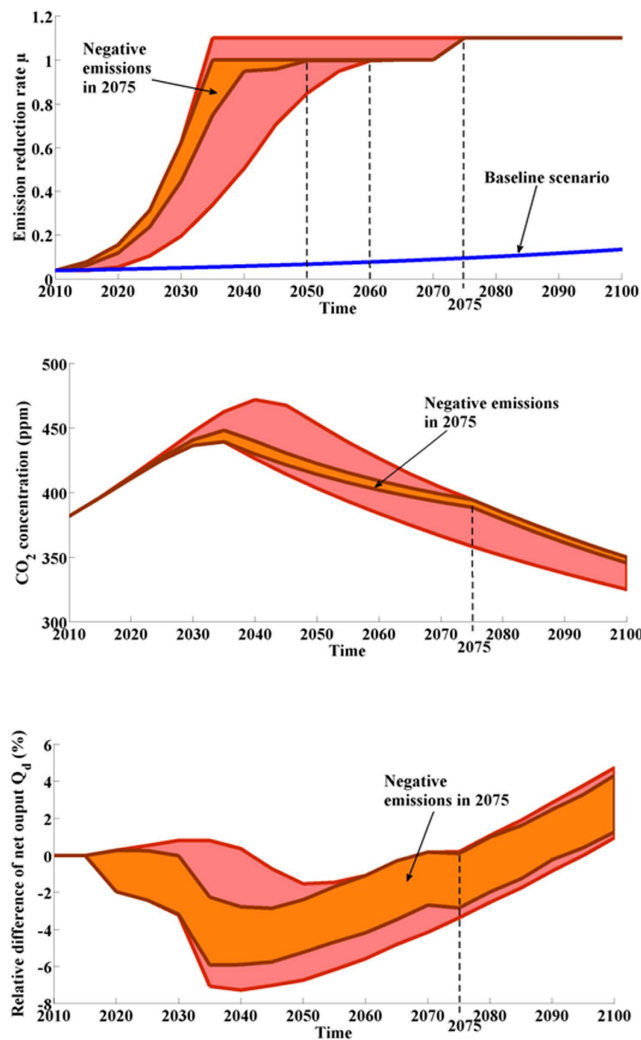 1.2
1
0.8
0.6
0.4
0.2
0
Emission reduction rate μ
Negative
emissions
in 2075
Baseline scenario
2010 2020 2030 2040 2050 2060 2070 2080 2090 2100
2075
Time
500
450
400
350
300
CO2 concentration (ppm)
Negative emissions
in 2075
2010 2020 2030 2040 2050 2060 2070 2080 2090 2100
2075
Time
6
4
2
0
-2
-4
-6
-8
Relative difference of net ouput Qd (%)
Negative
emissions in 2075
2010 2020 2030 2040 2050 2060 2070 2080 2090 2100
2075
Time